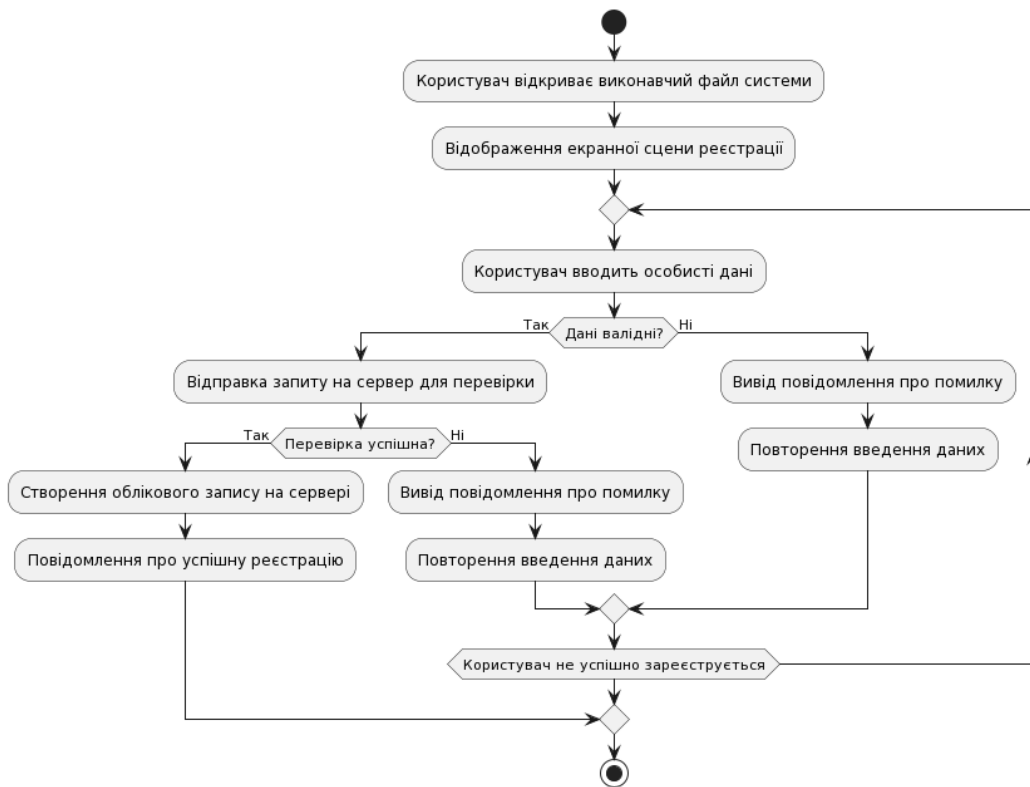 Користувач відкриває виконавчий файл системи
Відображення екранної сцени реєстрації
Користувач вводить особисті дані
Так
Дані валідні?
Ні
Відправка запиту на сервер для перевірки
Вивід повідомлення про помилку
Так
Перевірка успішна?
Ні
Повторення введення даних
Створення облікового запису на сервері
Вивід повідомлення про помилку
Повідомлення про успішну реєстрацію
Повторення введення даних
Користувач не успішно зареєструється